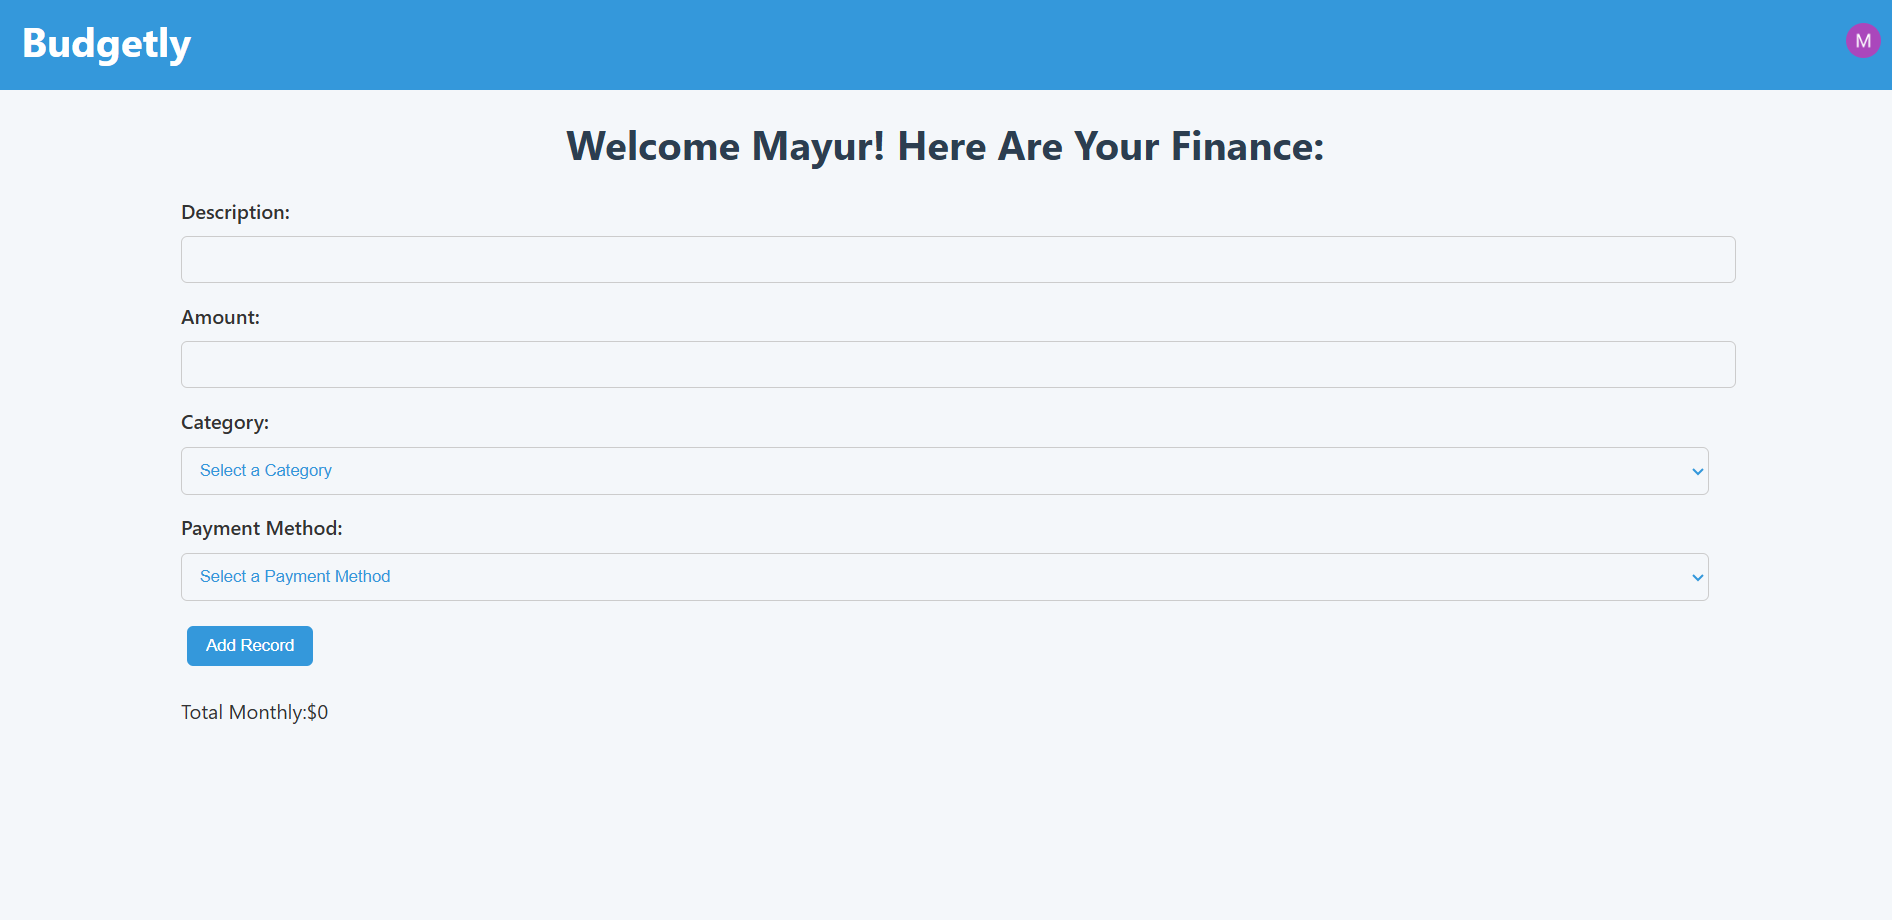 Budgetly
M
Welcome Mayur! Here Are Your Finance:
Description:
Amount:
Category:
Select a Category
Payment Method:
Select a Payment Method
Add Record
Total Monthly:$0